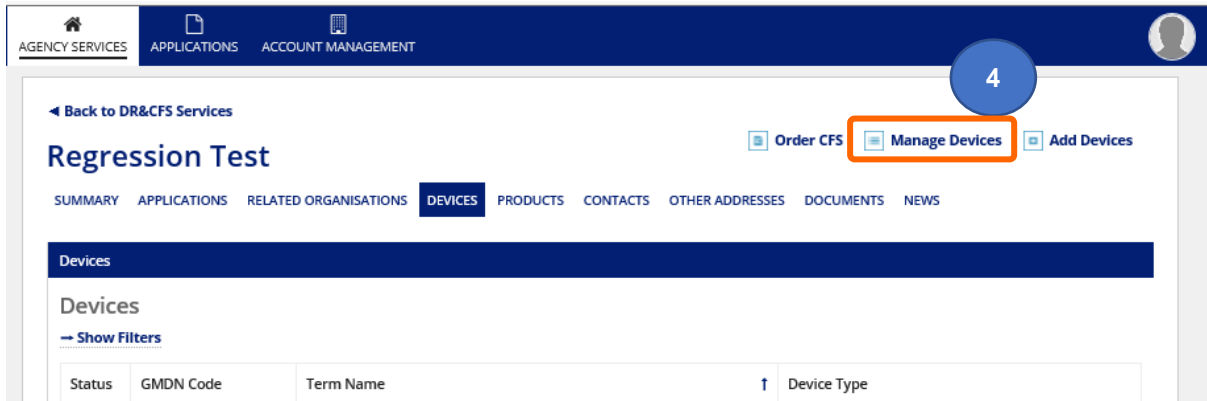 AGENCY SERVICES APPLICATIONS ACCOUNT MANAGEMENT
4
◄ Back to DR&CFS Services
Order CFS Manage Devices Add Devices
Regression Test
SUMMARY APPLICATIONS RELATED ORGANISATIONS DEVICES PRODUCTS CONTACTS OTHER ADDRESSES DOCUMENTS NEWS
Devices
Devices
→ Show Filters
Status GMDN Code Term Name ↑ Device Type